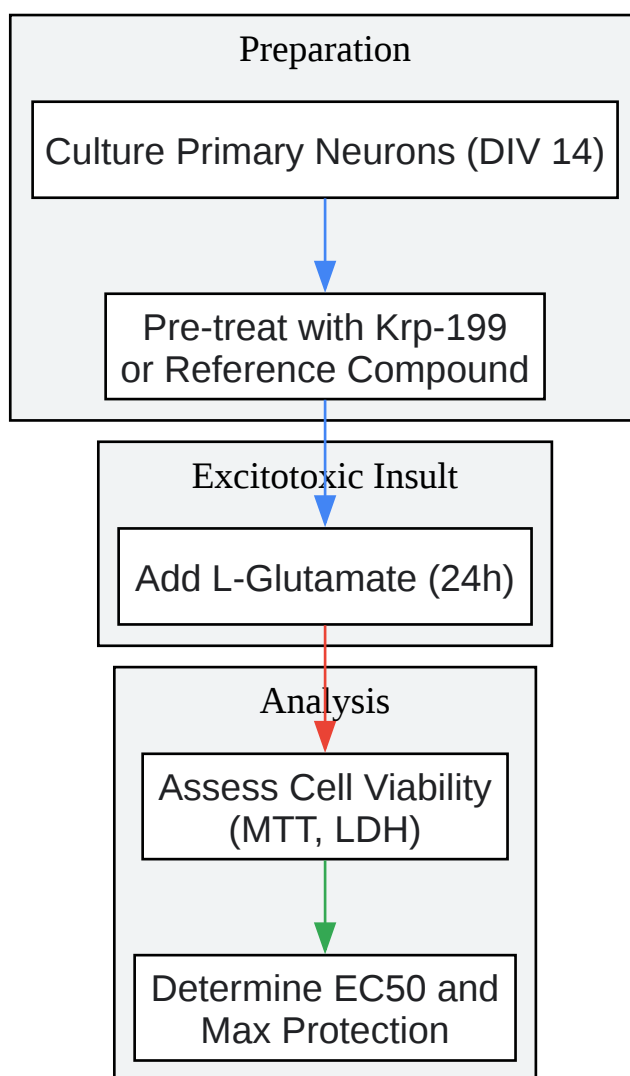 Preparation
Culture Primary Neurons (DIV 14)
Pre-treat with Krp-199
or Reference Compound
Excitotoxic Insult
Add L-Glutamate (24h)
Analysis
Assess Cell Viability
(MTT, LDH)
Determine EC50 and
Max Protection